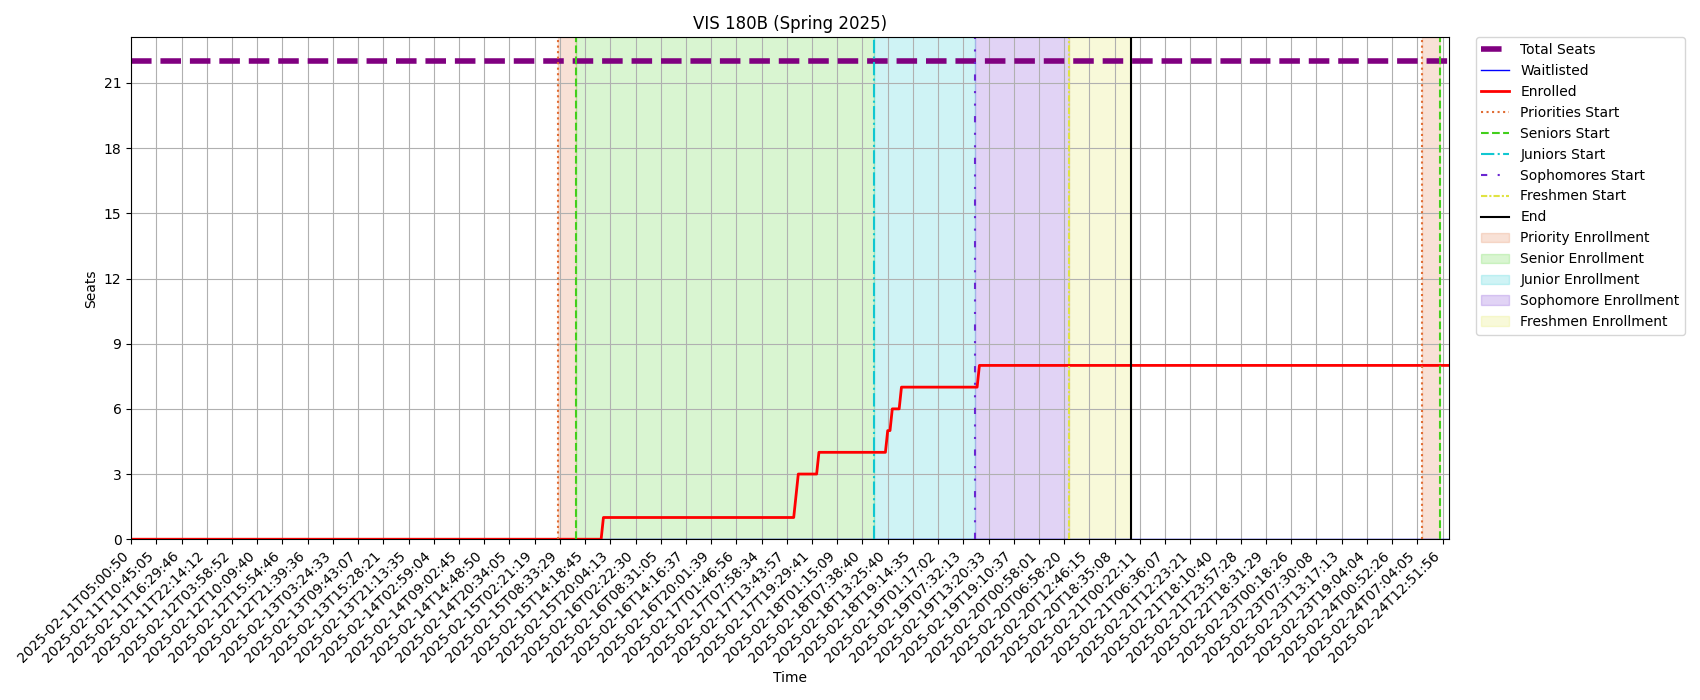 VIS 180B (Spring 2025)
Seats
21
18
15
12
9
6
3
0
2025-02-11T05:00:50
2025-02-11T10:45:05
2025-02-11T16:29:46
2025-02-11T22:14:12
2025-02-12T03:58:52
2025-02-12T10:09:40
2025-02-12T15:54:46
2025-02-12T21:39:36
2025-02-13T03:24:33
2025-02-13T09:43:07
2025-02-13T15:28:21
2025-02-13T21:13:35
2025-02-14T02:59:04
2025-02-14T09:02:45
2025-02-14T14:48:50
2025-02-14T20:34:05
2025-02-15T02:21:19
2025-02-15T08:33:29
2025-02-15T14:18:45
2025-02-15T20:04:13
2025-02-16T02:22:30
2025-02-16T08:31:05
2025-02-16T14:16:37
2025-02-16T20:01:39
2025-02-17T01:46:56
2025-02-17T07:58:34
2025-02-17T13:43:57
2025-02-17T19:29:41
2025-02-18T01:15:09
2025-02-18T07:38:40
2025-02-18T13:25:40
2025-02-18T19:14:35
2025-02-19T01:17:02
2025-02-19T07:32:13
2025-02-19T13:20:33
2025-02-19T19:10:37
2025-02-20T00:58:01
2025-02-20T06:58:20
2025-02-20T12:46:15
2025-02-20T18:35:08
2025-02-21T00:22:11
2025-02-21T06:36:07
2025-02-21T12:23:21
2025-02-21T18:10:40
2025-02-21T23:57:28
2025-02-22T18:31:29
2025-02-23T00:18:26
2025-02-23T07:30:08
2025-02-23T13:17:13
2025-02-23T19:04:04
2025-02-24T00:52:26
2025-02-24T07:04:05
2025-02-24T12:51:56
Time
Total Seats
Waitlisted
Enrolled
Priorities Start
Seniors Start
Juniors Start
Sophomores Start
Freshmen Start
End
Priority Enrollment
Senior Enrollment
Junior Enrollment
Sophomore Enrollment
Freshmen Enrollment